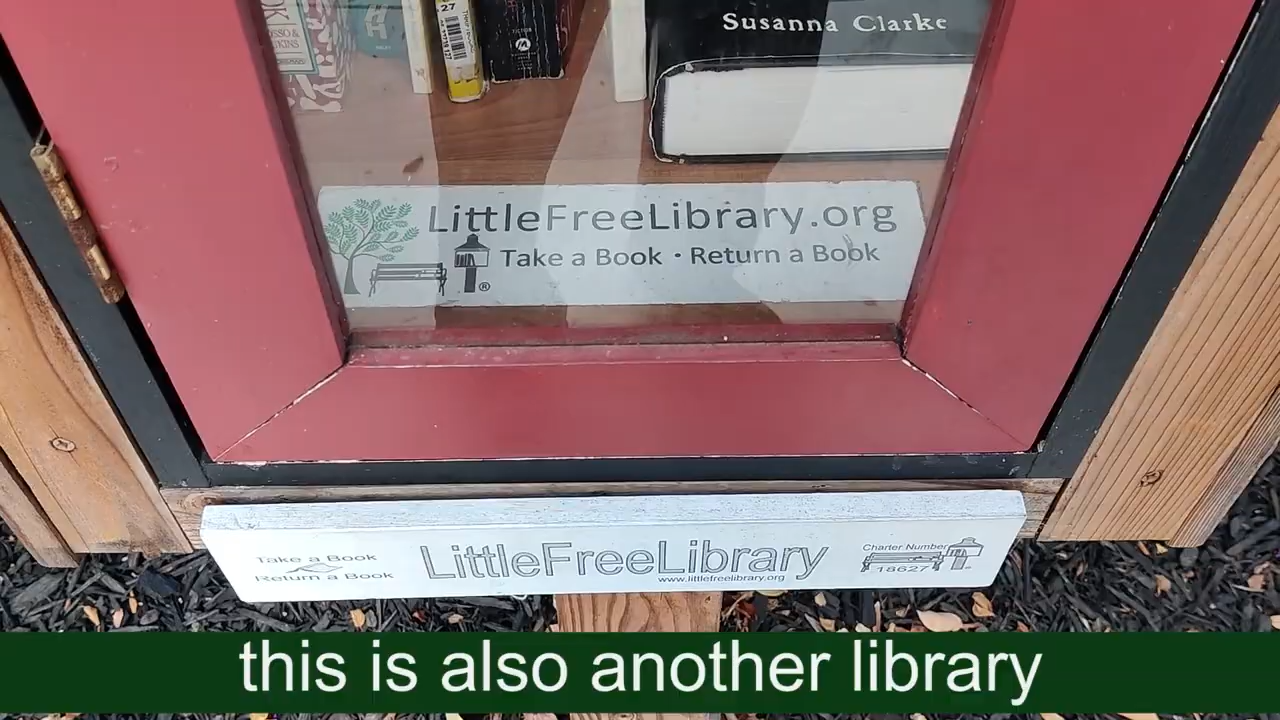 27
Susanna Clarke
LittleFreeLibrary.org
Take a Book · Return a Book
®
Take a Book
Return a Book
LittleFreeLibrary
www.littlefreelibrary.org
Charter Number
18627
this is also another library